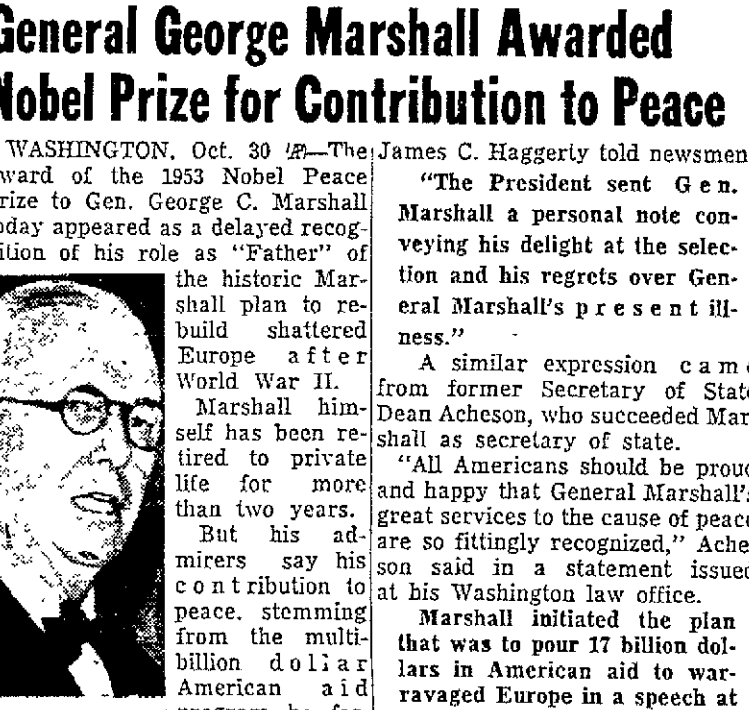 General George Marshall Awarded
Nobel Prize for Contribution to Peace
WASHINGTON, Oct. 30 (AP)—The
ward of the 1953 Nobel Peace
rize to Gen. George C. Marshall
oday appeared as a delayed recog-
ition of his role as "Father" of
the historic Mar-
shall plan to re-
build shattered
Europe after
World War II.
Marshall him-
self has been re-
tired to private
life for more
than two years.
But his ad-
mirers say his
contribution to
peace, stemming
from the multi-
billion dollar
American aid
James C. Haggerty told newsmen
"The President sent Gen.
Marshall a personal note con-
veying his delight at the selec-
tion and his regrets over Gen-
eral Marshall's present ill-
ness."
A similar expression came
from former Secretary of State
Dean Acheson, who succeeded Mar
shall as secretary of state.
"All Americans should be proud
and happy that General Marshall's
great services to the cause of peace
are so fittingly recognized," Ache
son said in a statement issued
at his Washington law office.
Marshall initiated the plan
that was to pour 17 billion dol-
lars in American aid to war-
ravaged Europe in a speech at